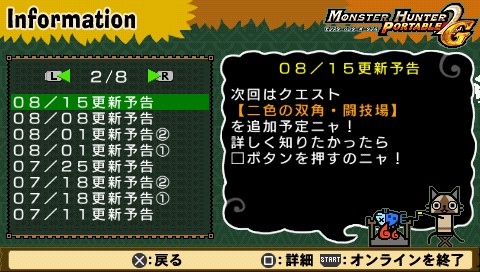 Information
MONSTER HUNTER
PORTABLE 2nd G
L 2/8 R
08/15更新予告
08/08更新予告
08/01更新予告②
08/01更新予告①
07/25更新予告
07/18更新予告②
07/18更新予告①
07/11更新予告
08/15更新予告
次回はクエスト
【二色の双角・闘技場】
を追加予定ニャ!
詳しく知りたかったら
□ボタンを押すのニャ!
×:戻る
□:詳細 START:オンラインを終了